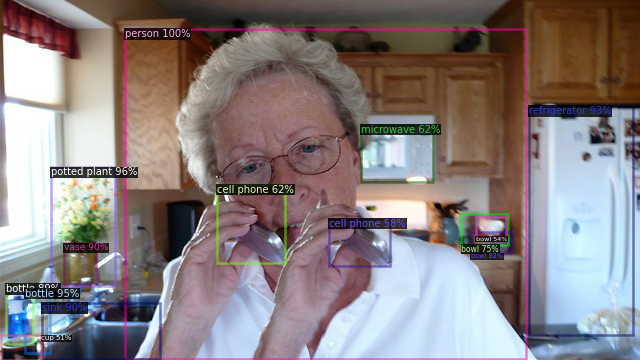 person 100%
refrigerator 93%
microwave 62%
potted plant 96%
cell phone 62%
cell phone 58%
bowl 54%
vase 90%
bowl 75%
bowl 82%
bottle 89%
bottle 95%
sink 90%
cup 51%